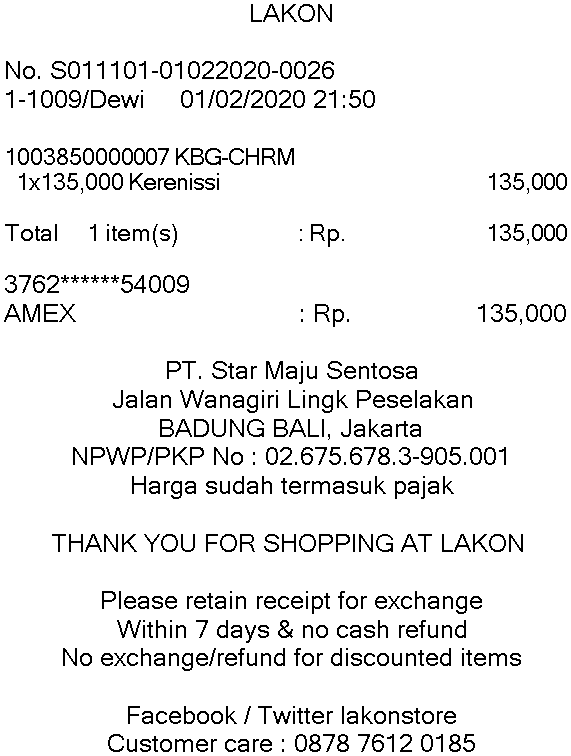 LAKON
No. S011101-01022020-0026
1-1009/Dewi 01/02/2020 21:50
1003850000007 KBG-CHRM
1x135,000 Kerenissi 135,000
Total 1 item(s) : Rp. 135,000
3762******54009
AMEX : Rp. 135,000
PT. Star Maju Sentosa
Jalan Wanagiri Lingk Peselakan
BADUNG BALI, Jakarta
NPWP/PKP No : 02.675.678.3-905.001
Harga sudah termasuk pajak
THANK YOU FOR SHOPPING AT LAKON
Please retain receipt for exchange
Within 7 days & no cash refund
No exchange/refund for discounted items
Facebook / Twitter lakonstore
Customer care : 0878 7612 0185